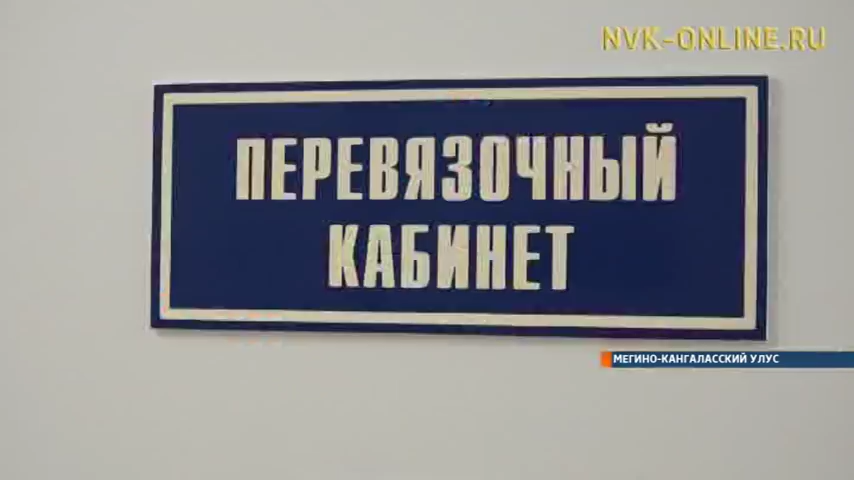 NVK-ONLINE.RU
ПЕРЕВЯЗОЧНЫЙ
КАБИНЕТ
МЕГИНО-КАНГАЛАССКИЙ УЛУС